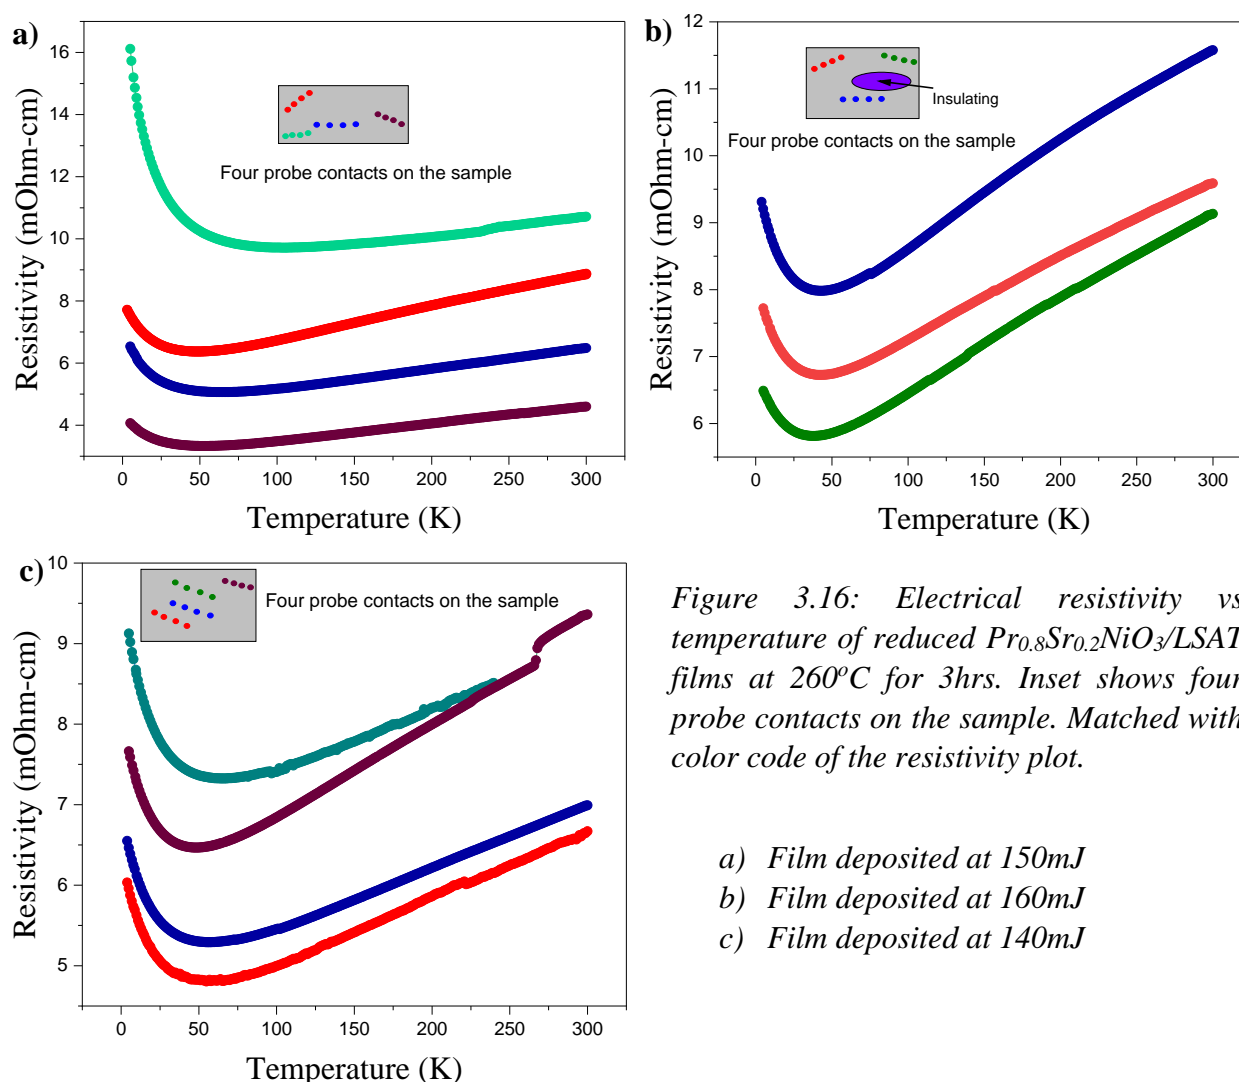 a)
16
14
12
10
8
6
4
Resistivity (mOhm-cm)
Four probe contacts on the sample
0 50 100 150 200 250 300
Temperature (K)
b)
12
11
10
9
8
7
6
Resistivity (mOhm-cm)
Insulating
Four probe contacts on the sample
0 50 100 150 200 250 300
Temperature (K)
c)
10
9
8
7
6
5
Resistivity (mOhm-cm)
Four probe contacts on the sample
0 50 100 150 200 250 300
Temperature (K)
Figure 3.16: Electrical resistivity vs
temperature of reduced Pr0.8Sr0.2NiO3/LSAT
films at 260ºC for 3hrs. Inset shows four
probe contacts on the sample. Matched with
color code of the resistivity plot.
a) Film deposited at 150mJ
b) Film deposited at 160mJ
c) Film deposited at 140mJ